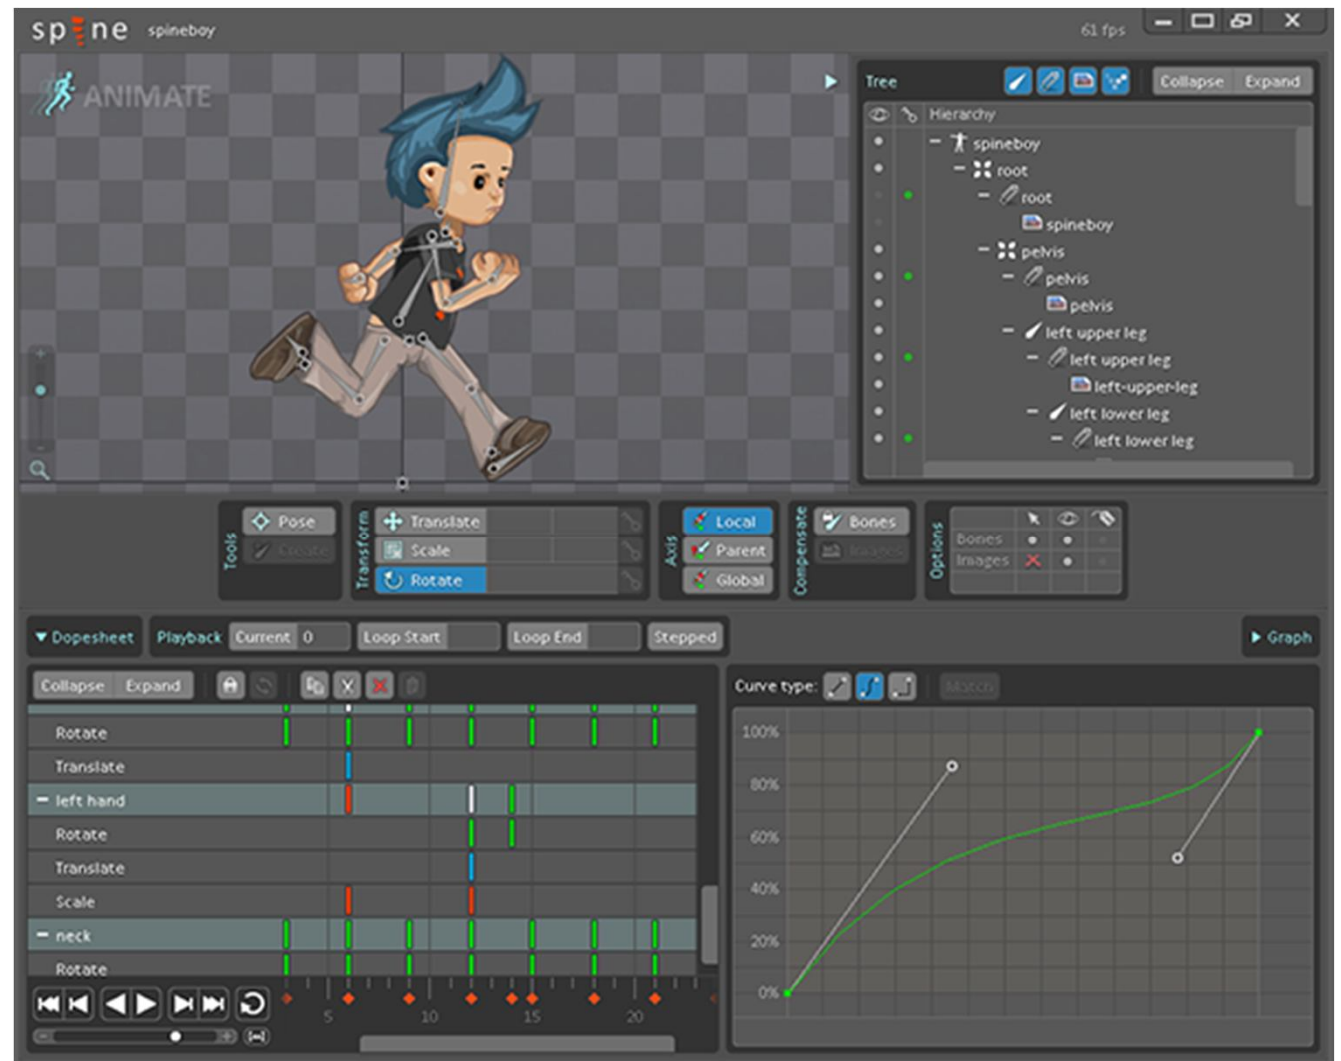 spine spineboy 61 fps
ANIMATE
Tree Collapse Expand
Hierarchy
spineboy
root
root
spineboy
pelvis
pelvis
pelvis
left upper leg
left upper leg
left-upper-leg
left lower leg
left lower leg
Tools Pose Create
Transform Translate Scale Rotate
Axis Local Parent Global
Compensate Bones Images
Options Bones Images
Dopesheet Playback Current 0 Loop Start Loop End Stepped Graph
Collapse Expand
Curve type: Match
Rotate
Translate
left hand
Rotate
Translate
Scale
neck
Rotate
5 10 15 20
100%
80%
60%
40%
20%
0%